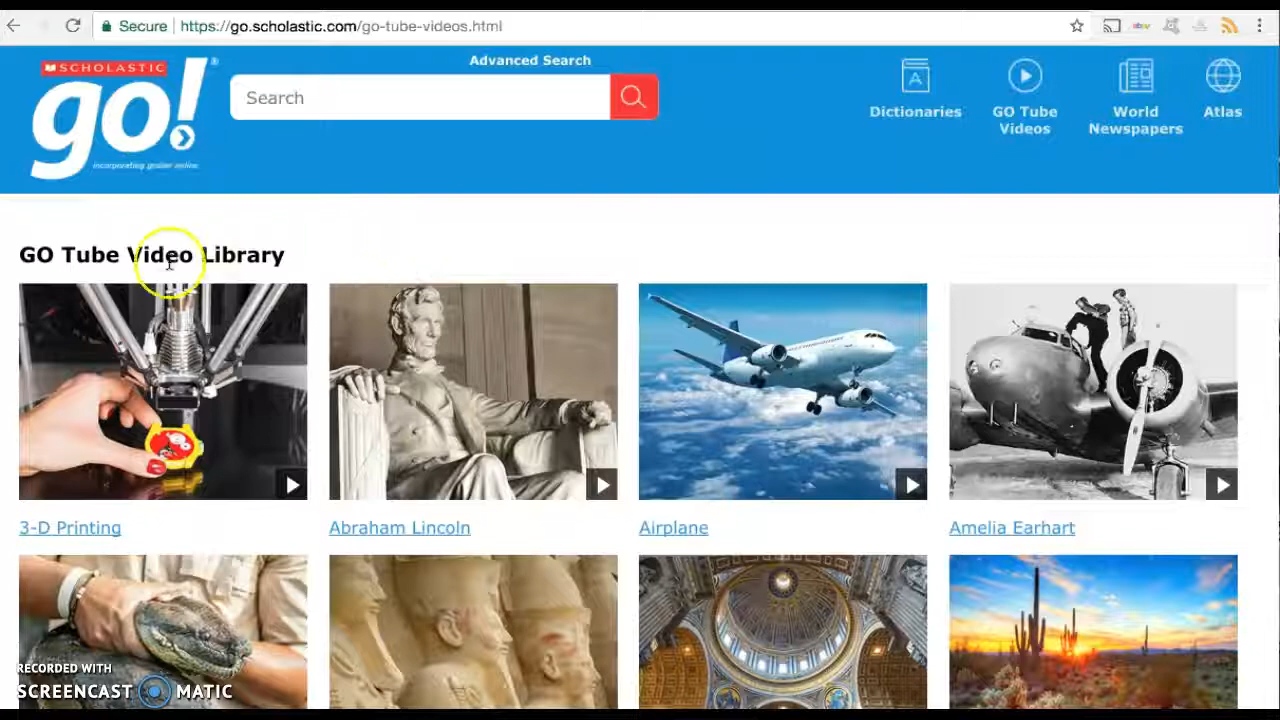 Secure https://go.scholastic.com/go-tube-videos.html
SCHOLASTIC
go!
incorporating grolier online
Advanced Search
Search
Dictionaries
GO Tube
Videos
World
Newspapers
Atlas
GO Tube Video Library
3-D Printing
Abraham Lincoln
Airplane
Amelia Earhart
RECORDED WITH
SCREENCAST MATIC